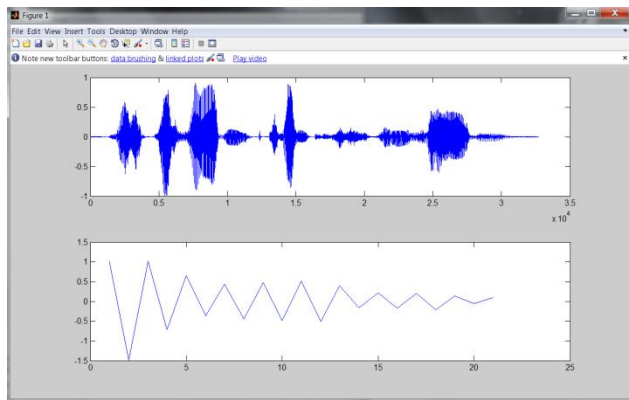 Figure 1
File Edit View Insert Tools Desktop Window Help
Note new toolbar buttons: data brushing & linked plots Play video
1
0.5
0
-0.5
-1
0 0.5 1 1.5 2 2.5 3 3.5
x 10^4
1.5
1
0.5
0
-0.5
-1
-1.5
0 5 10 15 20 25